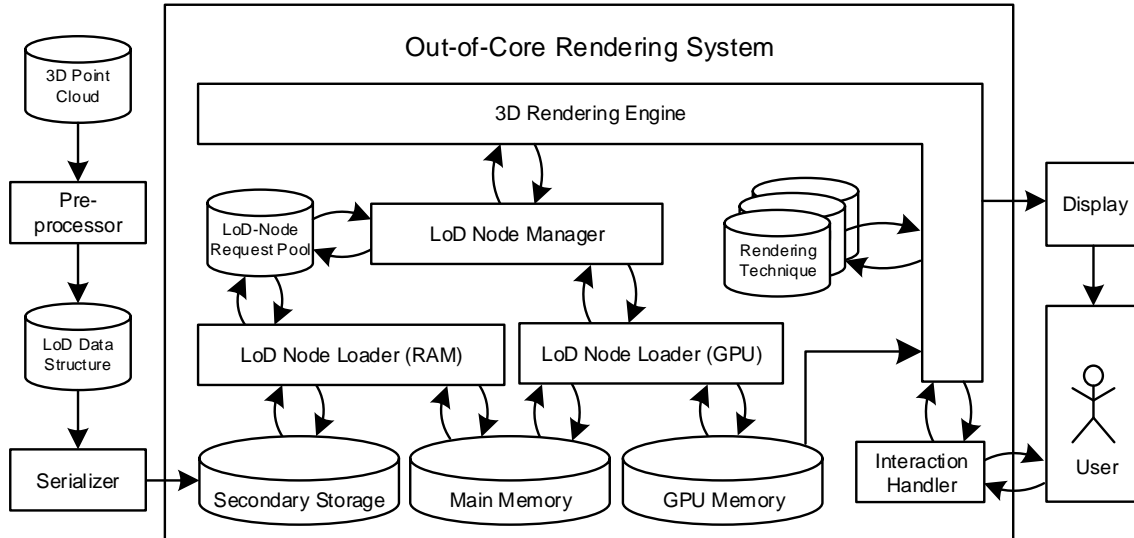 Out-of-Core Rendering System
3D Point
Cloud
3D Rendering Engine
Pre-
processor
LoD-Node
Request Pool
LoD Node Manager
Rendering
Technique
Display
LoD Data
Structure
LoD Node Loader (RAM)
LoD Node Loader (GPU)
Serializer
Secondary Storage
Main Memory
GPU Memory
Interaction
Handler
User